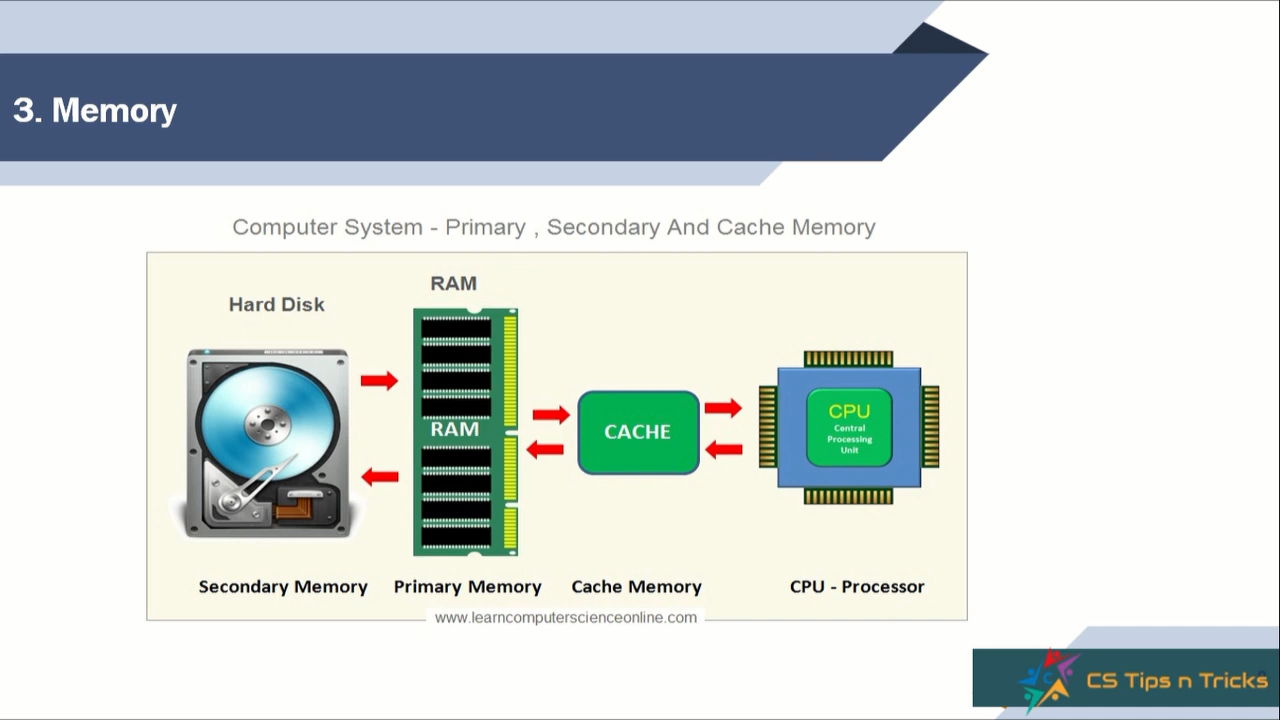 3. Memory
Computer System - Primary , Secondary And Cache Memory
RAM
Hard Disk
RAM
CACHE
CPU
Central
Processing
Unit
Secondary Memory
Primary Memory
Cache Memory
CPU - Processor
www.learncomputerscienceonline.com
CS Tips n Tricks